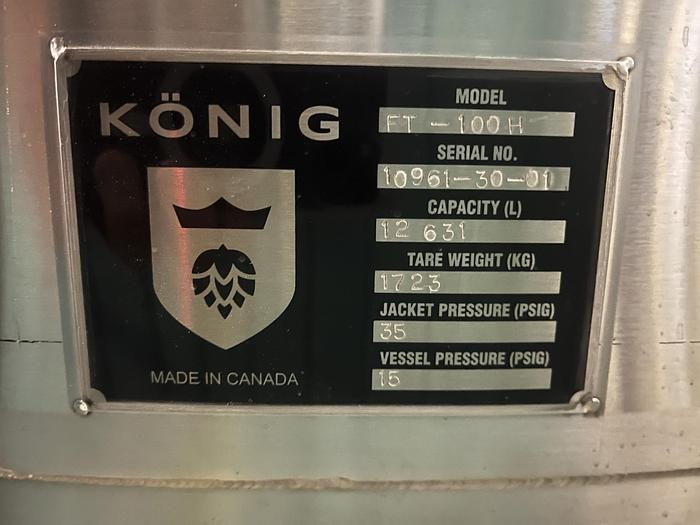 KÖNIG
MADE IN CANADA
MODEL
FT-100H
SERIAL NO.
10961-30-01
CAPACITY (L)
12 631
TARE WEIGHT (KG)
1723
JACKET PRESSURE (PSIG)
35
VESSEL PRESSURE (PSIG)
15